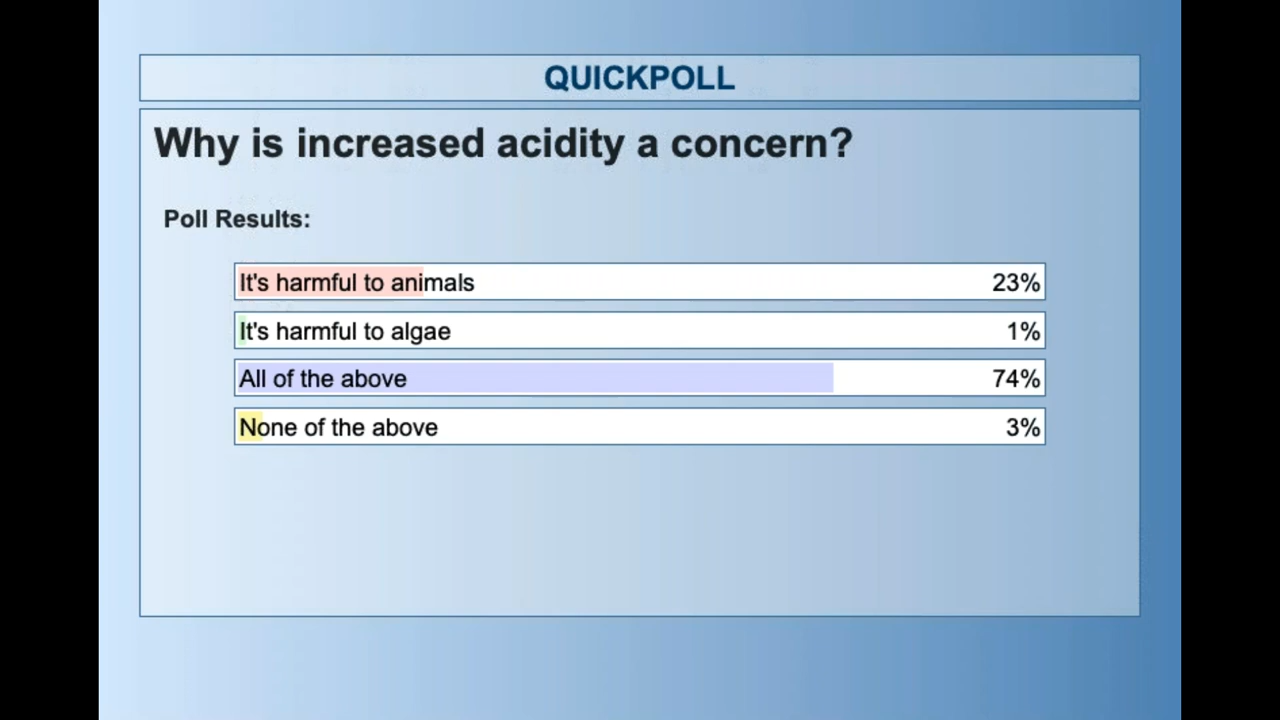 QUICKPOLL
Why is increased acidity a concern?
Poll Results:
It's harmful to animals 23%
It's harmful to algae 1%
All of the above 74%
None of the above 3%